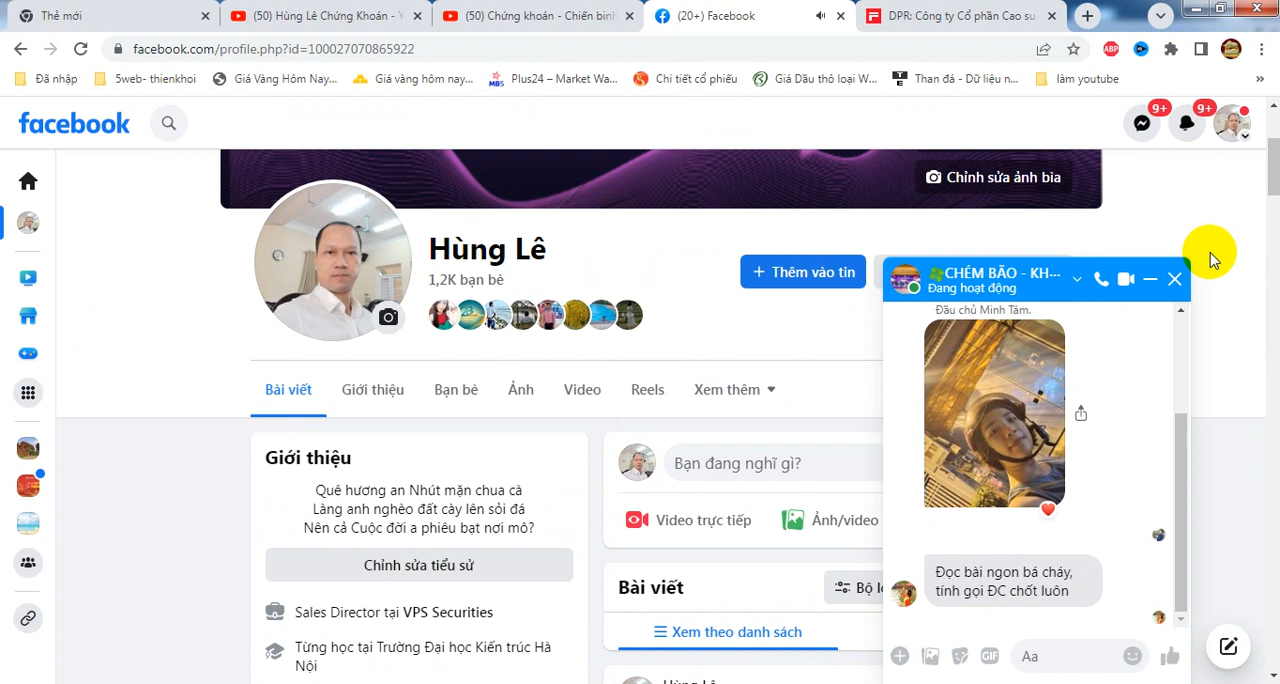 Thẻ mới
(50) Hùng Lê Chứng Khoán - Y
(50) Chứng khoán - Chiến binh
(20+) Facebook
DPR: Công ty Cổ phần Cao su
facebook.com/profile.php?id=100027070865922
ABP
Đã nhập
5web- thienkhoi
Giá Vàng Hôm Nay...
Giá vàng hôm nay,...
MBS
Plus24 – Market Wa...
Chi tiết cổ phiếu
Giá Dầu thô loại W...
Than đá - Dữ liệu n...
làm youtube
»
facebook
9+
9+
Chỉnh sửa ảnh bìa
Hùng Lê
1,2K bạn bè
+ Thêm vào tin
🍀CHÉM BÃO - KH...
Đang hoạt động
Đầu chủ Minh Tâm.
Bài viết
Giới thiệu
Bạn bè
Ảnh
Video
Reels
Xem thêm
Giới thiệu
Quê hương an Nhút mặn chua cà
Làng anh nghèo đất cày lên sỏi đá
Nên cả Cuộc đời a phiêu bạt nơi mô?
Chỉnh sửa tiểu sử
Sales Director tại VPS Securities
Từng học tại Trường Đại học Kiến trúc Hà
Nội
Bạn đang nghĩ gì?
Video trực tiếp
Ảnh/video
Bài viết
Bộ lọ
Xem theo danh sách
Hùng Lê
Đọc bài ngon bá cháy,
tính gọi ĐC chốt luôn
GIF
Aa